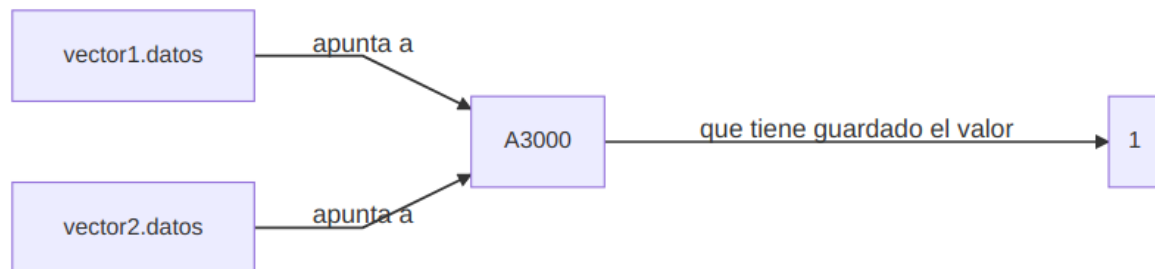 vector1.datos
apunta a
A3000
que tiene guardado el valor
1
vector2.datos
apunta a